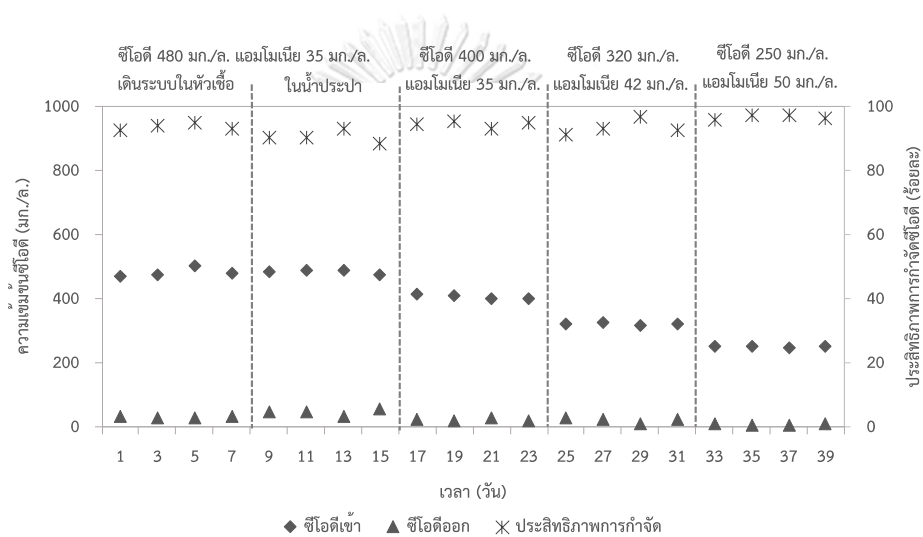 ซีโอดี 480 มก./ล. แอมโมเนีย 35 มก./ล.
เดินระบบในหัวเชื้อ
ในน้ำประปา
ซีโอดี 400 มก./ล.
แอมโมเนีย 35 มก./ล.
ซีโอดี 320 มก./ล.
แอมโมเนีย 42 มก./ล.
ซีโอดี 250 มก./ล.
แอมโมเนีย 50 มก./ล.
ความเข้มข้นซีโอดี (มก./ล.)
1000
800
600
400
200
0
100
80
60
40
20
0
ประสิทธิภาพการกำจัดซีโอดี (ร้อยละ)
1 3 5 7 9 11 13 15 17 19 21 23 25 27 29 31 33 35 37 39
เวลา (วัน)
ซีโอดีเข้า ซีโอดีออก ประสิทธิภาพการกำจัด